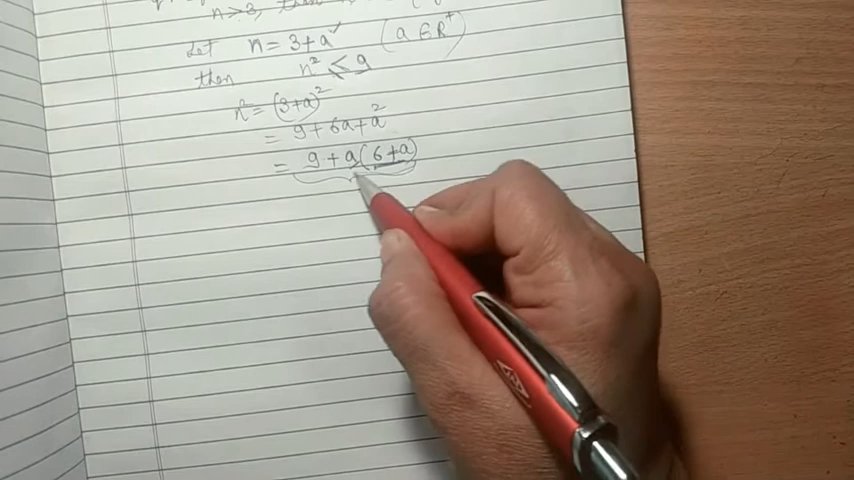 n>3, then
Let n = 3+a (a ∈ R⁺)
then n² ≤ 9
n² = (3+a)²
= 9+6a+a²
= 9+a(6+a)